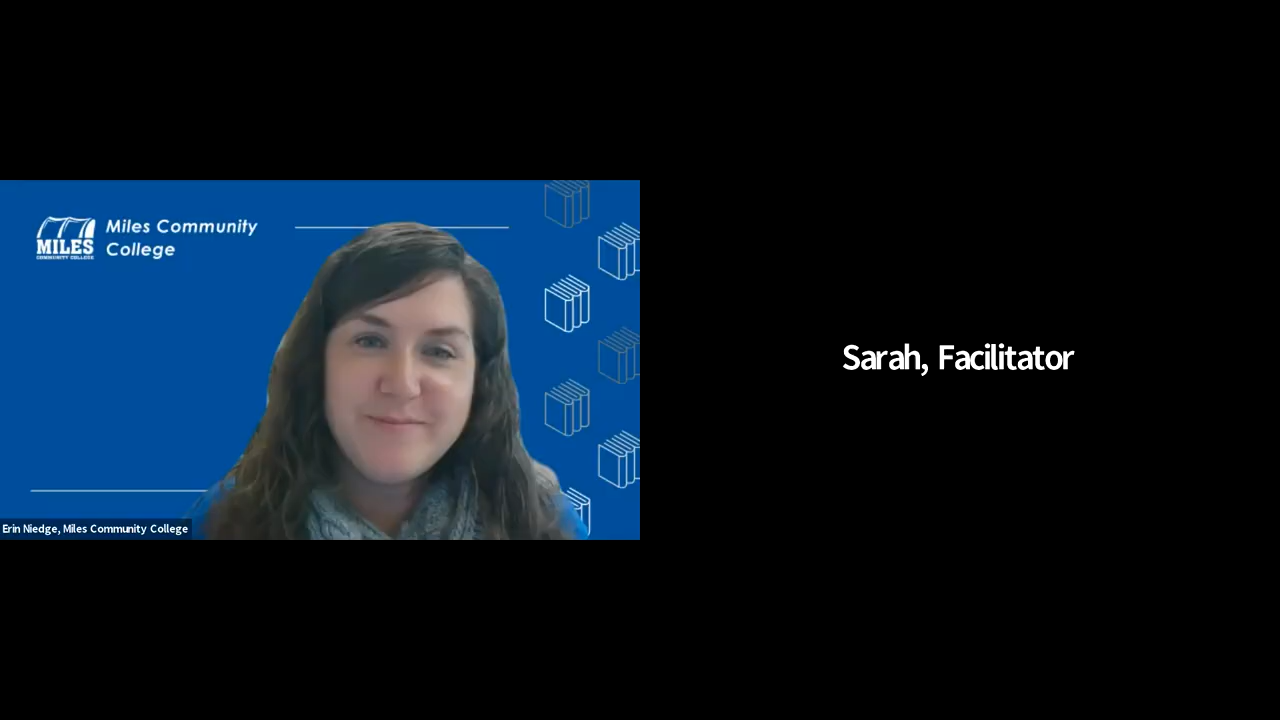 Miles Community
College
MILES
COMMUNITY COLLEGE
Sarah, Facilitator
Erin Niedge, Miles Community College